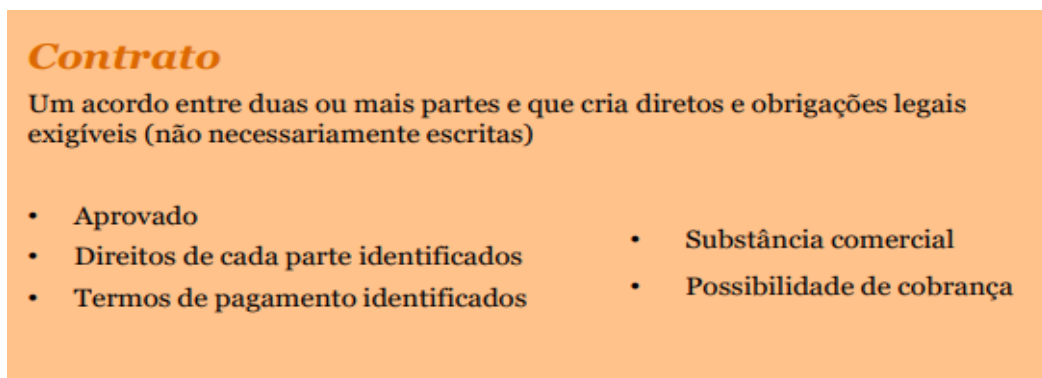 Contrato
Um acordo entre duas ou mais partes e que cria diretos e obrigações legais
exigíveis (não necessariamente escritas)
• Aprovado
• Direitos de cada parte identificados
• Termos de pagamento identificados
• Substância comercial
• Possibilidade de cobrança